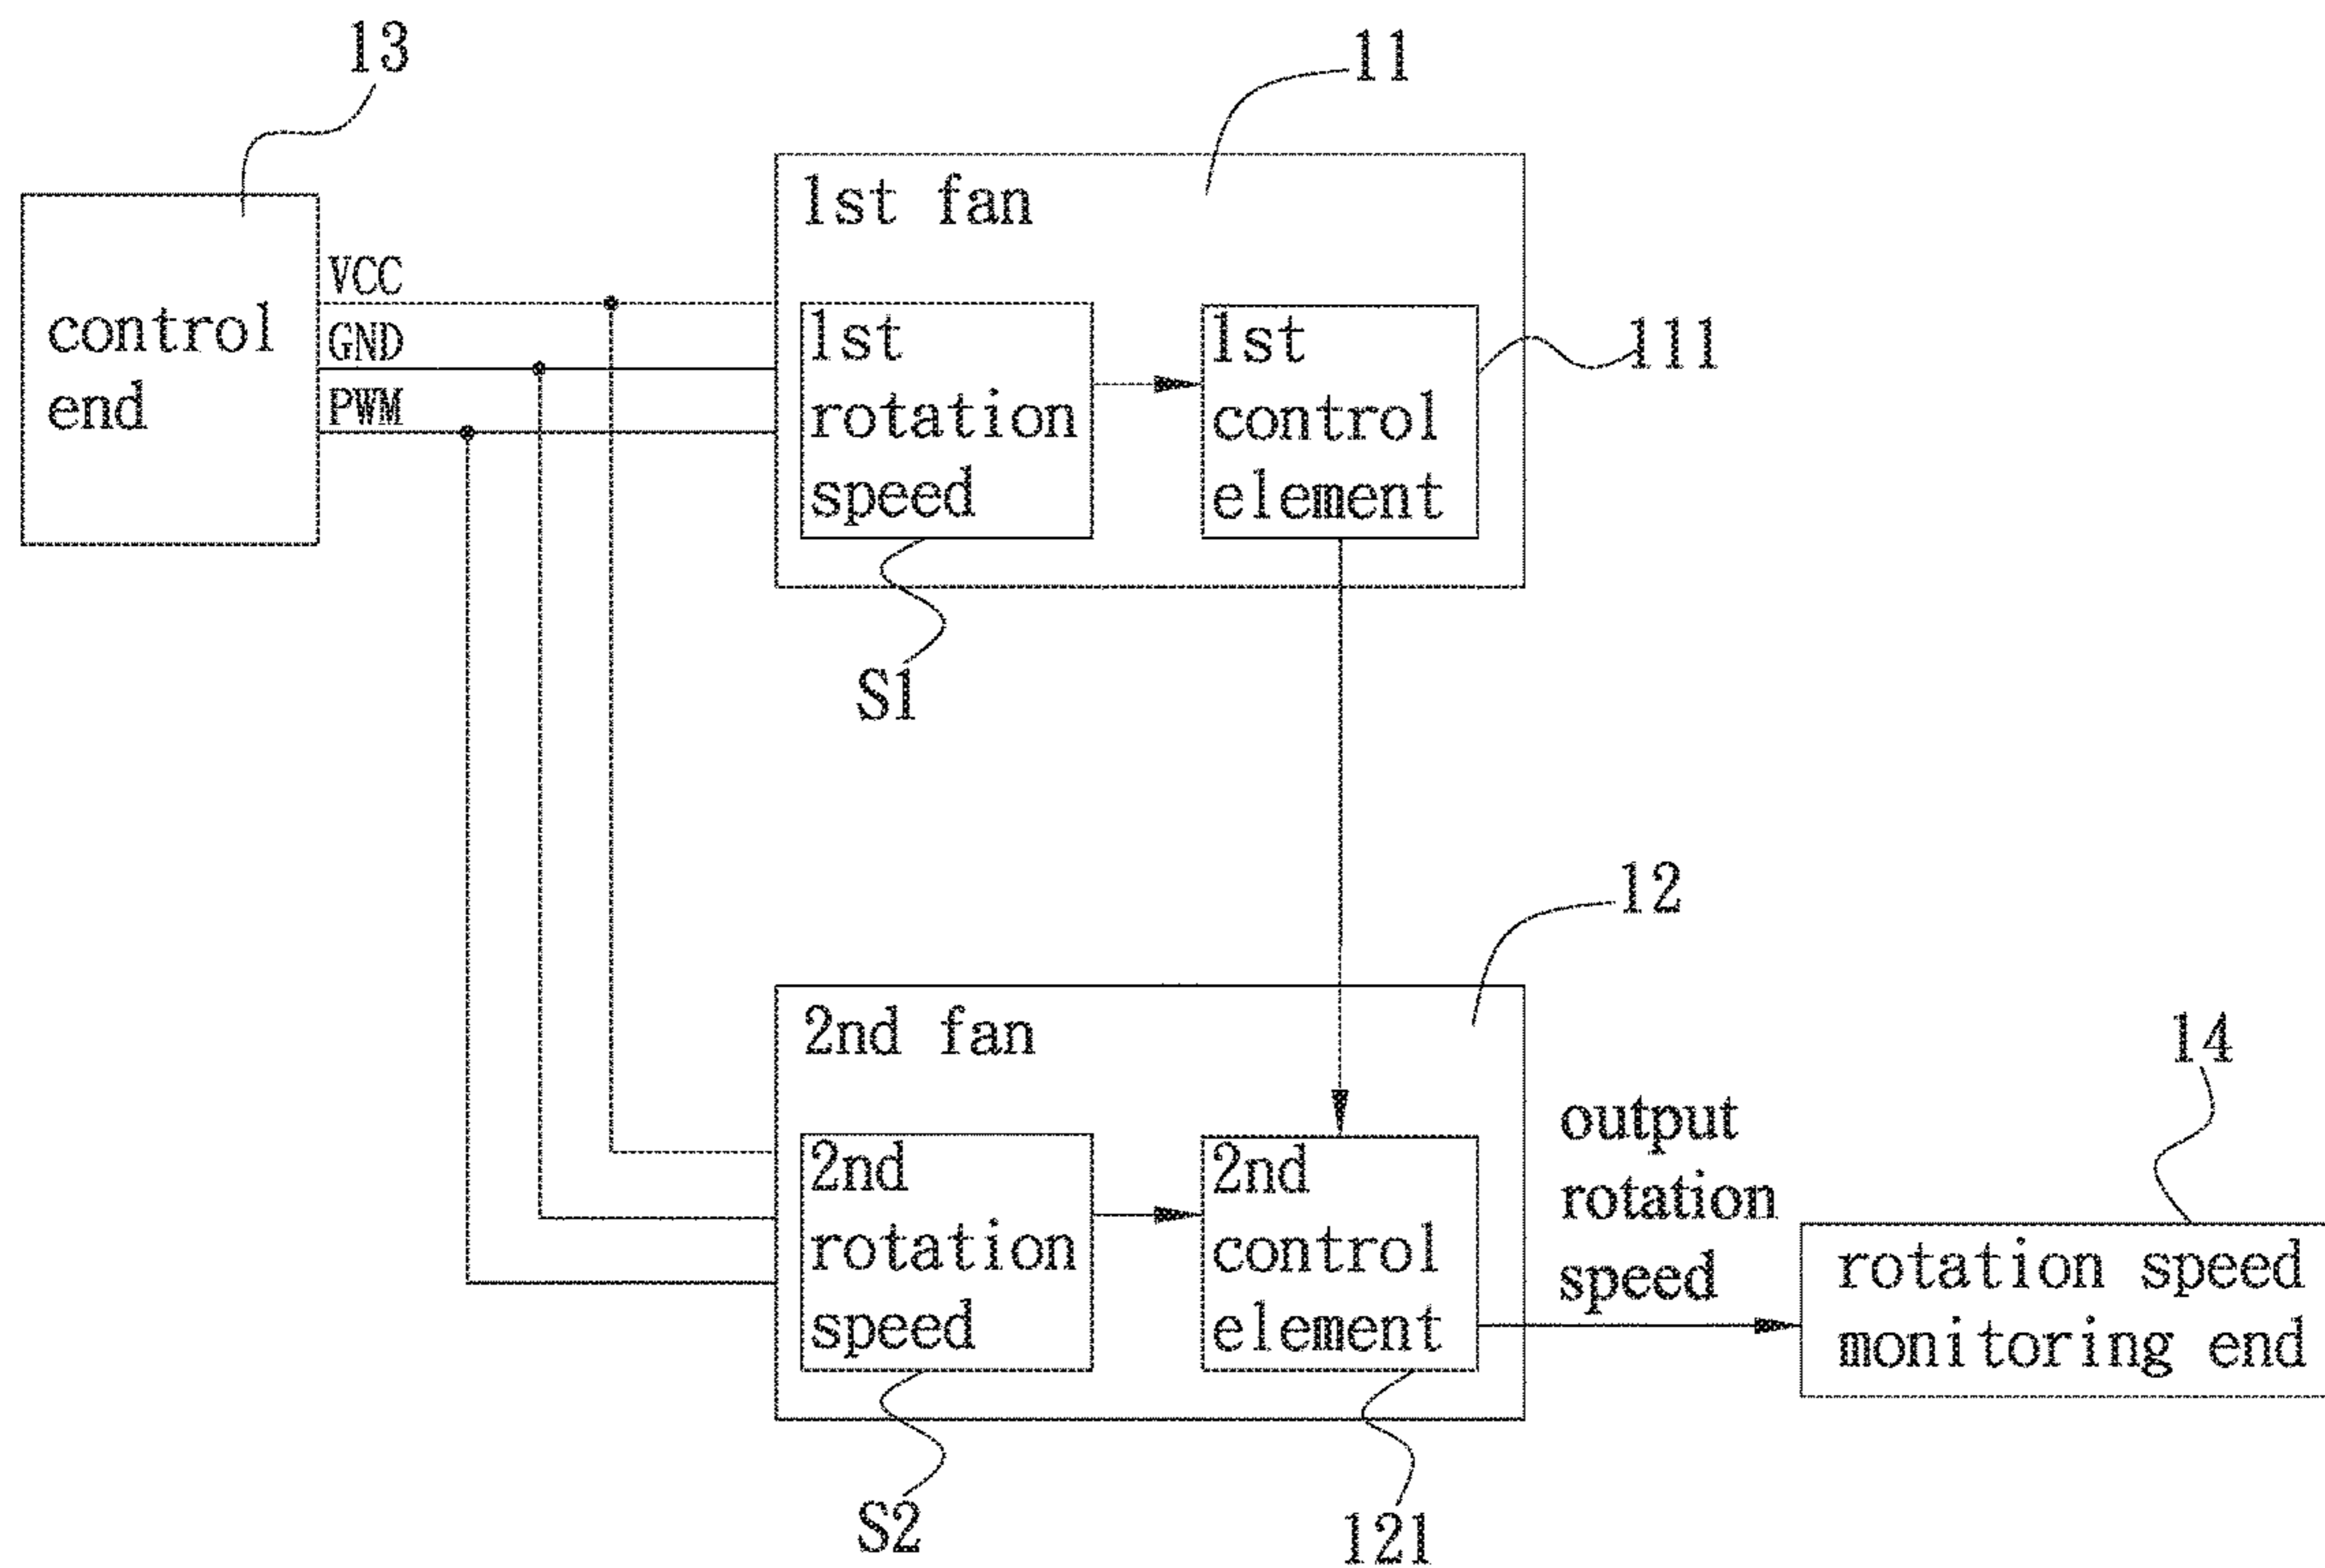 13
11
1st fan
VCC
GND
PWM
control
end
1st
rotation
speed
1st
control
element
111
S1
12
2nd fan
2nd
rotation
speed
2nd
control
element
output
rotation
speed
14
rotation speed
monitoring end
S2
121